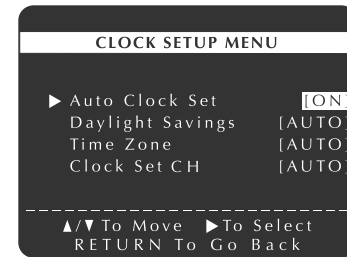 CLOCK SETUP MENU
▶ Auto Clock Set [ON]
Daylight Savings [AUTO]
Time Zone [AUTO]
Clock Set CH [AUTO]
▲/▼ To Move ▶ To Select
RETURN To Go Back